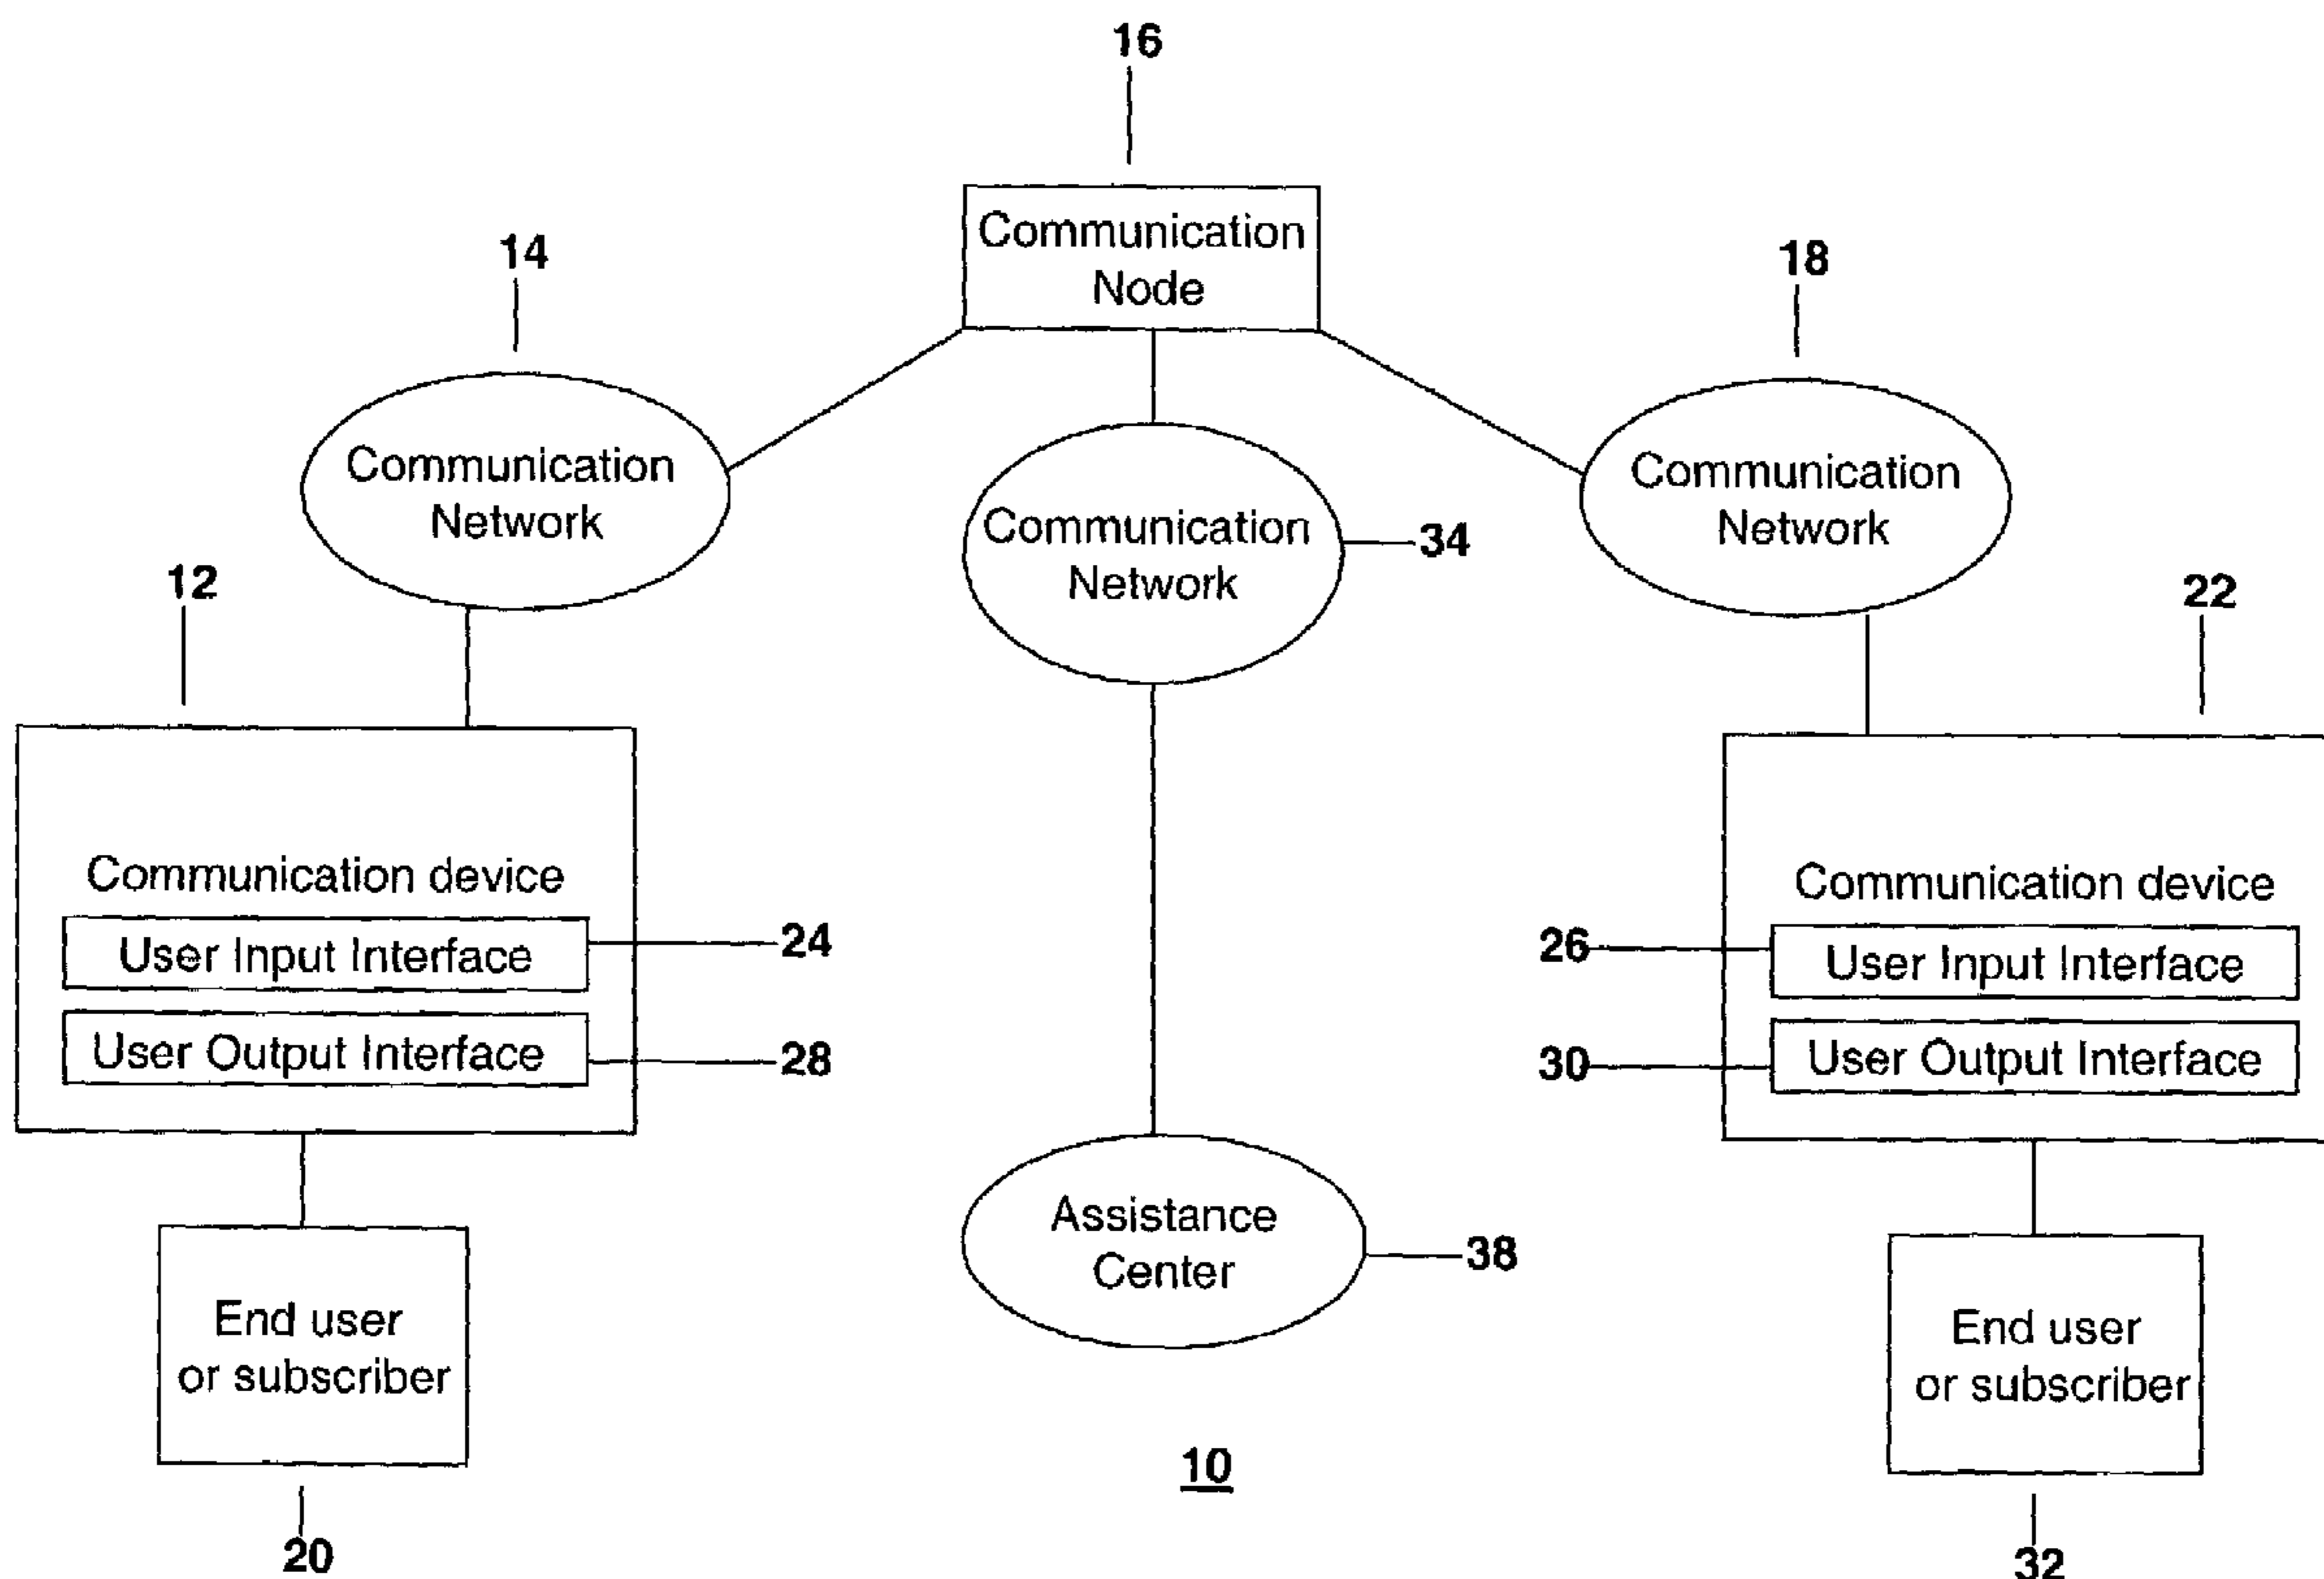 16
Communication
Node
14
18
Communication
Network
Communication
Network
34
Communication
Network
12
22
Communication device
User Input Interface
24
User Output Interface
28
Communication device
26
User Input Interface
30
User Output Interface
Assistance
Center
38
End user
or subscriber
20
End user
or subscriber
32
10